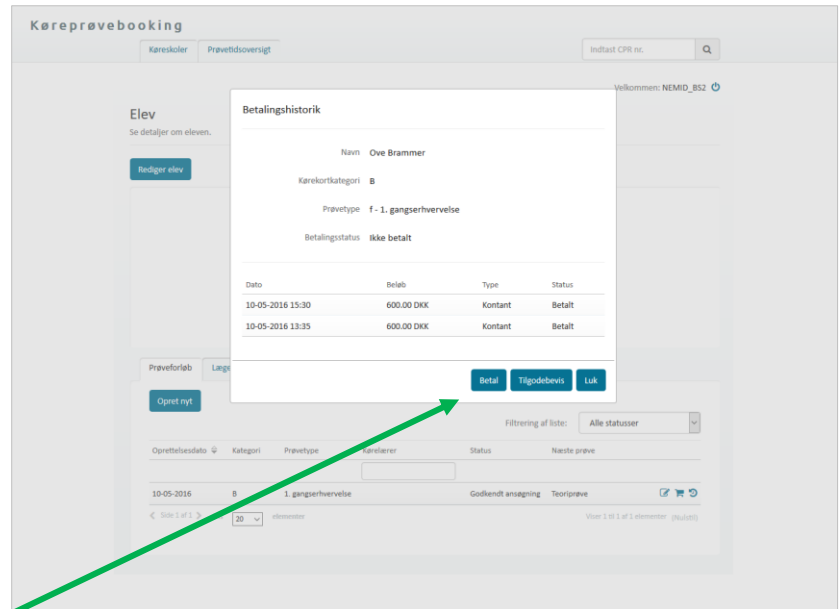 Køreprøvebooking
Køreskoler Prøvetidsoversigt Indtast CPR nr.
Velkommen: NEMID_BS2
Elev
Se detaljer om eleven.
Rediger elev
Betalingshistorik
Navn Ove Brammer
Kørekortkategori B
Prøvetype f - 1. gangserhvervelse
Betalingsstatus Ikke betalt
Dato Beløb Type Status
10-05-2016 15:30 600.00 DKK Kontant Betalt
10-05-2016 13:35 600.00 DKK Kontant Betalt
Betal Tilgodebevis Luk
Prøveforløb Læge
Opret nyt
Filtrering af liste: Alle statusser
Oprettelsesdato Kategori Prøvetype Kørelærer Status Næste prøve
10-05-2016 B 1. gangserhvervelse Godkendt ansøgning Teoriprøve
Side 1 af 1 20 elementer Viser 1 til 1 af 1 elementer (Nulstil)